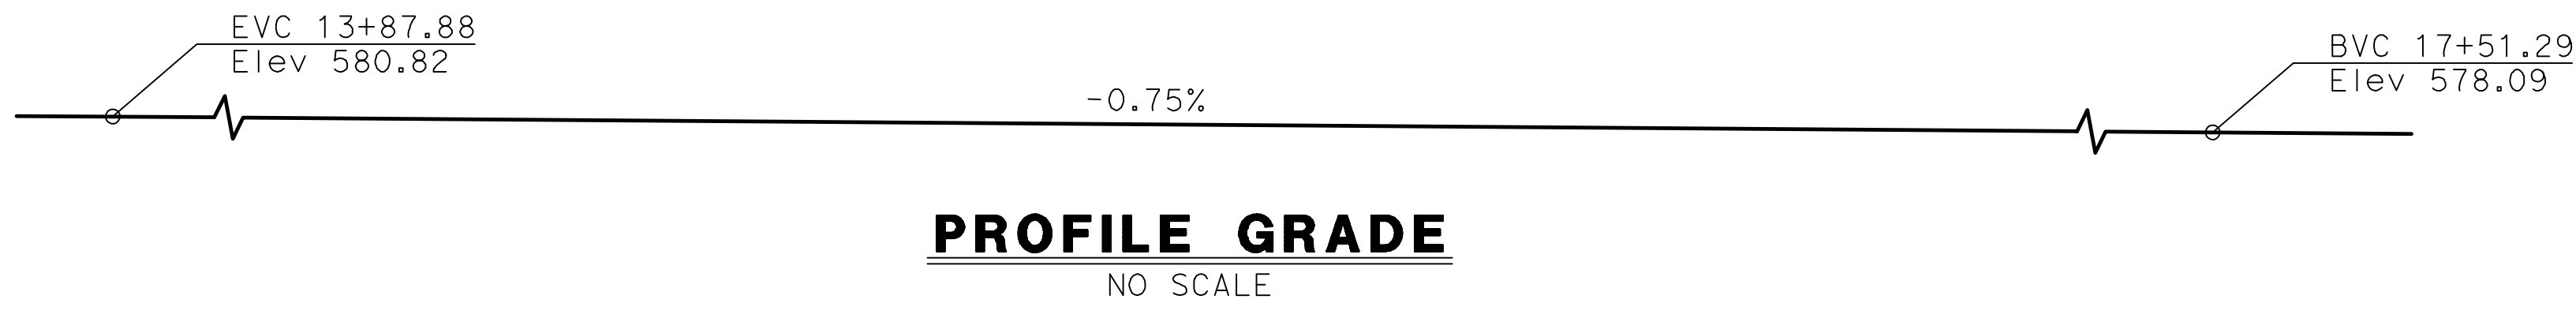 EVC 13+87.88
Elev 580.82
BVC 17+51.29
Elev 578.09
-0.75%
PROFILE GRADE
NO SCALE